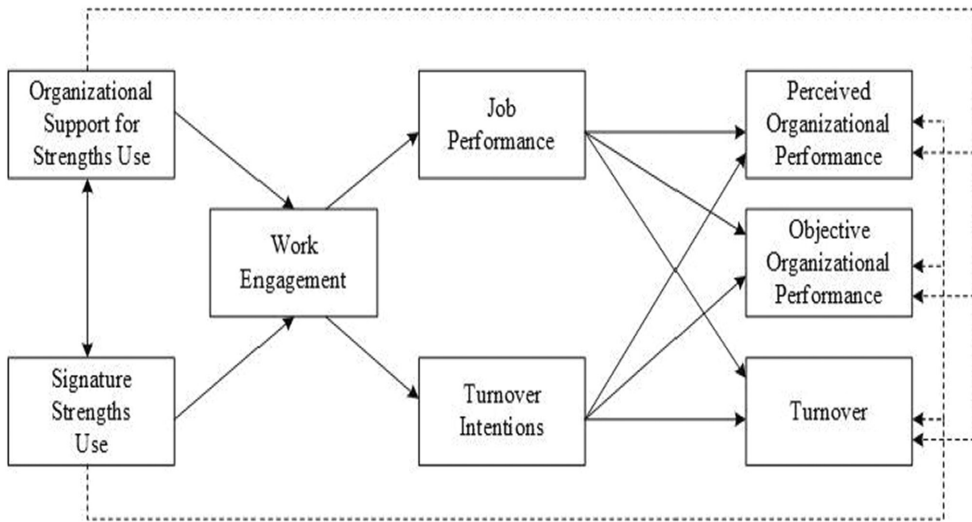 Organizational
Support for
Strengths Use
Job
Performance
Perceived
Organizational
Performance
Work
Engagement
Objective
Organizational
Performance
Signature
Strengths
Use
Turnover
Intentions
Turnover